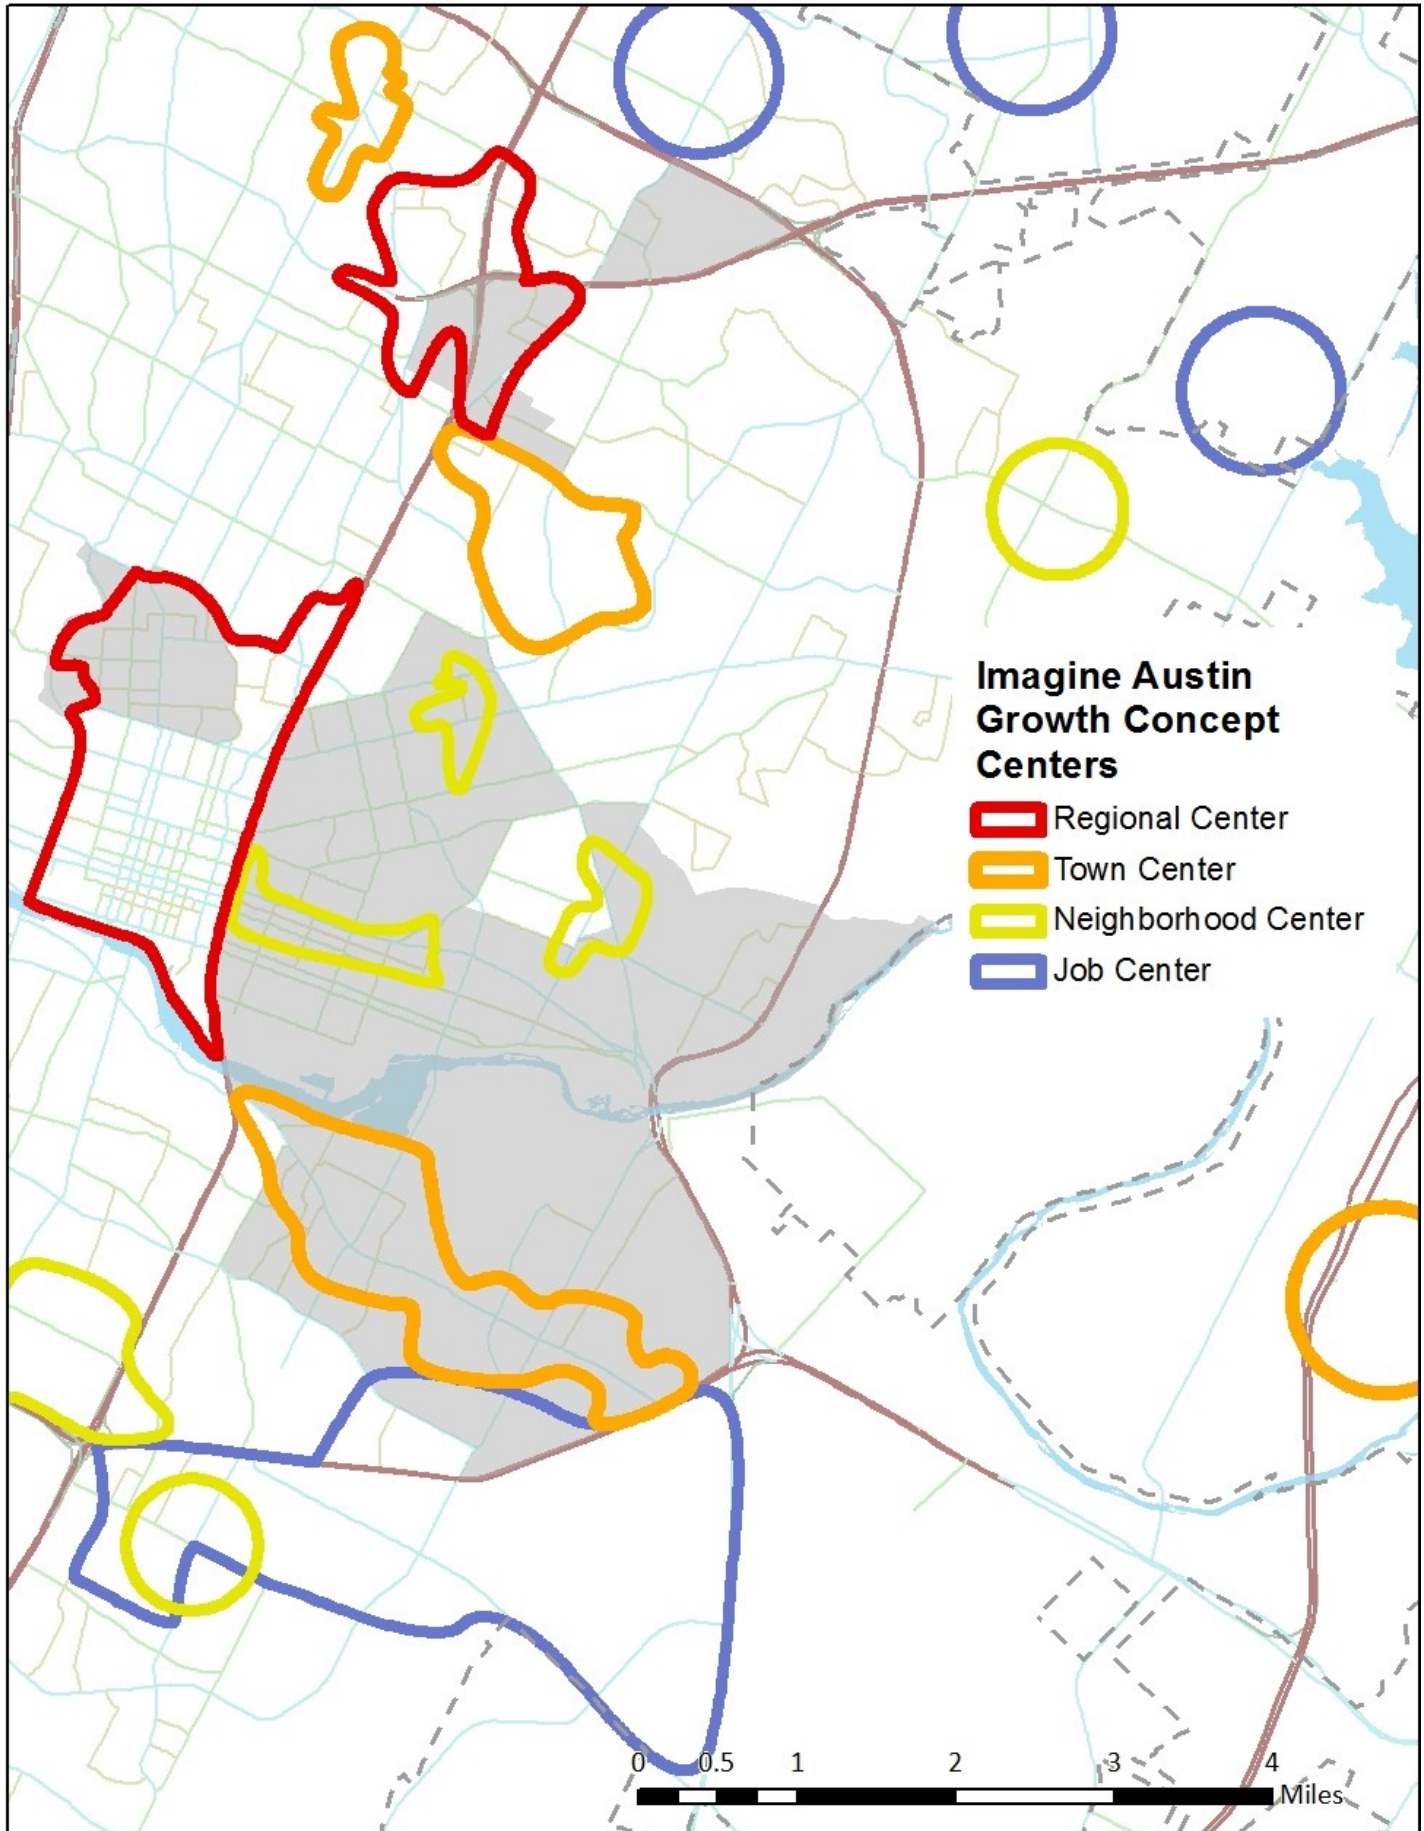 Imagine Austin
Growth Concept
Centers
Regional Center
Town Center
Neighborhood Center
Job Center
0 0.5 1 2 3 4
Miles